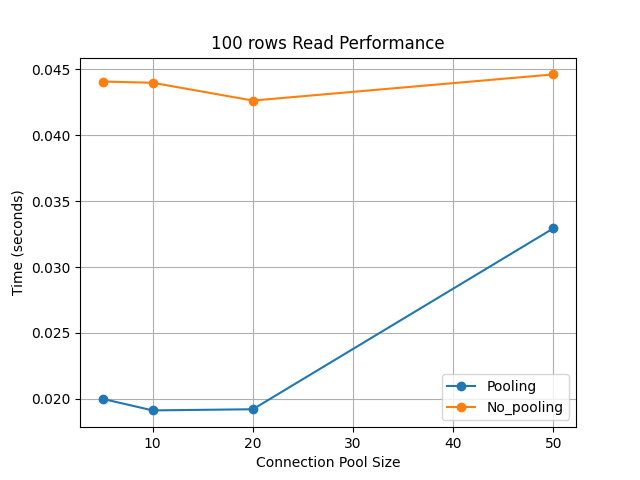 100 rows Read Performance
Time (seconds)
0.045
0.040
0.035
0.030
0.025
0.020
10 20 30 40 50
Connection Pool Size
Pooling
No_pooling